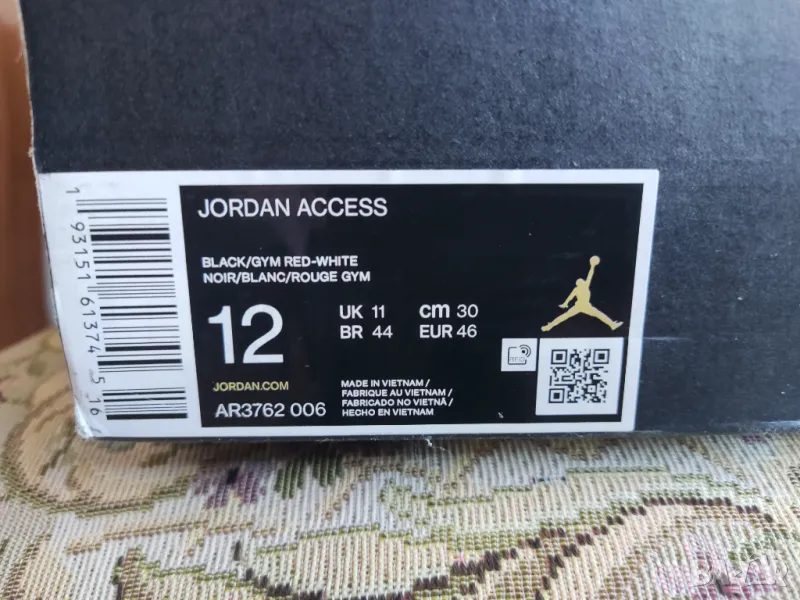 JORDAN ACCESS
BLACK/GYM RED-WHITE
NOIR/BLANC/ROUGE GYM
12
UK 11 cm 30
BR 44 EUR 46
JORDAN.COM
AR3762 006
MADE IN VIETNAM /
FABRIQUE AU VIETNAM /
FABRICADO NO VIETNÃ /
HECHO EN VIETNAM
1 93151 61374 5 16